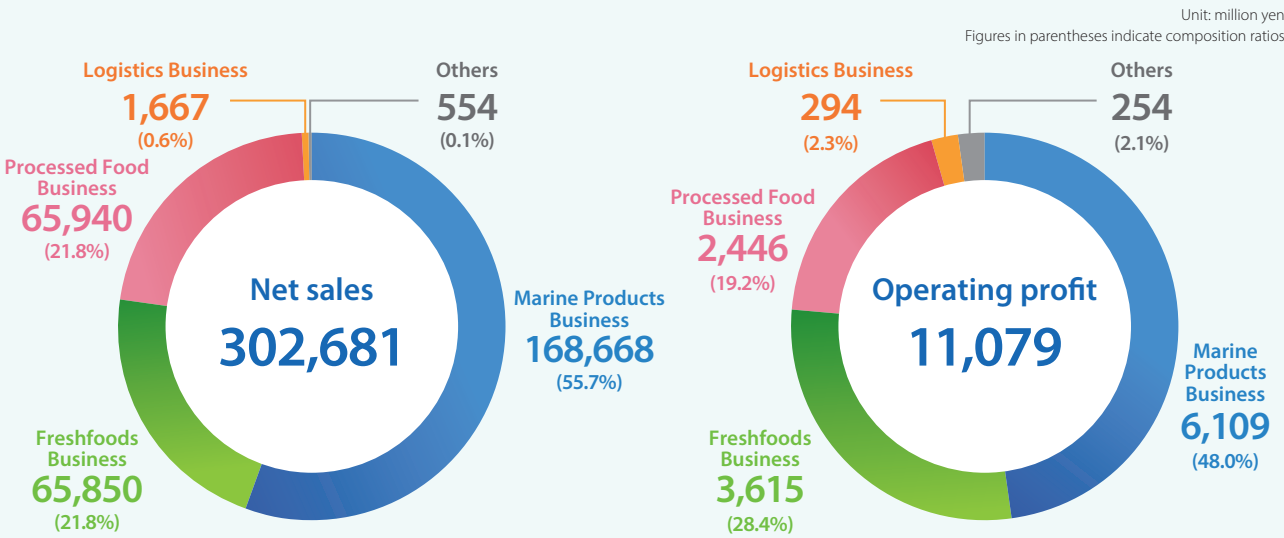 Unit: million yen
Figures in parentheses indicate composition ratios
Logistics Business
1,667
(0.6%)
Others
554
(0.1%)
Processed Food
Business
65,940
(21.8%)
Net sales
302,681
Marine Products
Business
168,668
(55.7%)
Freshfoods
Business
65,850
(21.8%)
Logistics Business
294
(2.3%)
Others
254
(2.1%)
Processed Food
Business
2,446
(19.2%)
Operating profit
11,079
Marine
Products
Business
6,109
(48.0%)
Freshfoods
Business
3,615
(28.4%)